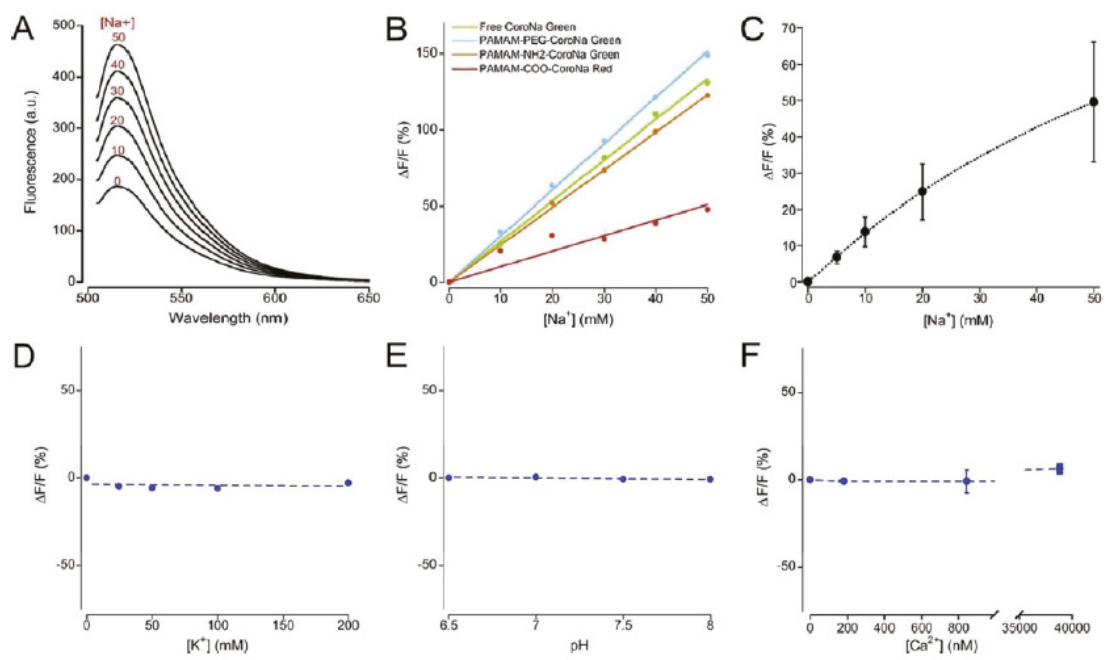 A
[Na+]
50
40
30
20
10
0
500
400
300
200
100
0
Fluorescence (a.u.)
500 550 600 650
Wavelength (nm)
B
Free CoroNa Green
PAMAM-PEG-CoroNa Green
PAMAM-NH2-CoroNa Green
PAMAM-COO-CoroNa Red
150
100
50
0
ΔF/F (%)
0 10 20 30 40 50
[Na⁺] (mM)
C
70
60
50
40
30
20
10
0
ΔF/F (%)
0 10 20 30 40 50
[Na⁺] (mM)
D
50
0
-50
ΔF/F (%)
0 50 100 150 200
[K⁺] (mM)
E
50
0
-50
ΔF/F (%)
6.5 7 7.5 8
pH
F
50
0
-50
ΔF/F (%)
0 200 400 600 800 35000 40000
[Ca²⁺] (nM)